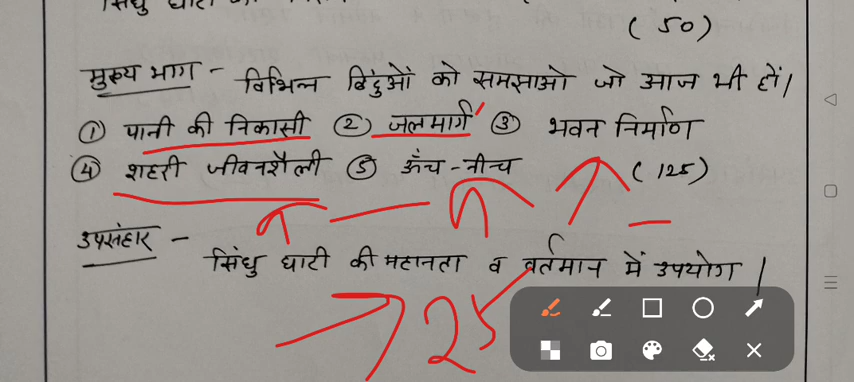 सिंधु घाटी की
(50)
मुख्य भाग - विभिन्न बिंदुओं को समझाओ जो आज भी हों।
① पानी की निकासी ② जलमार्ग ③ भवन निर्माण
④ शहरी जीवनशैली ⑤ ऊँच-नीच (125)
उपसंहार - सिंधु घाटी की महानता व वर्तमान में उपयोग।
25